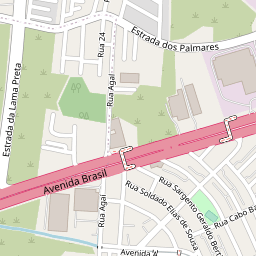 Estrada da Lama Preta
Rua 24
Estrada dos Palmares
Rua Agaí
Avenida Brasil
Rua Agaí
Rua Soldado Elias de Sousa
Rua Sargento Geraldo Bert
Rua Cabo Ba
Avenida A